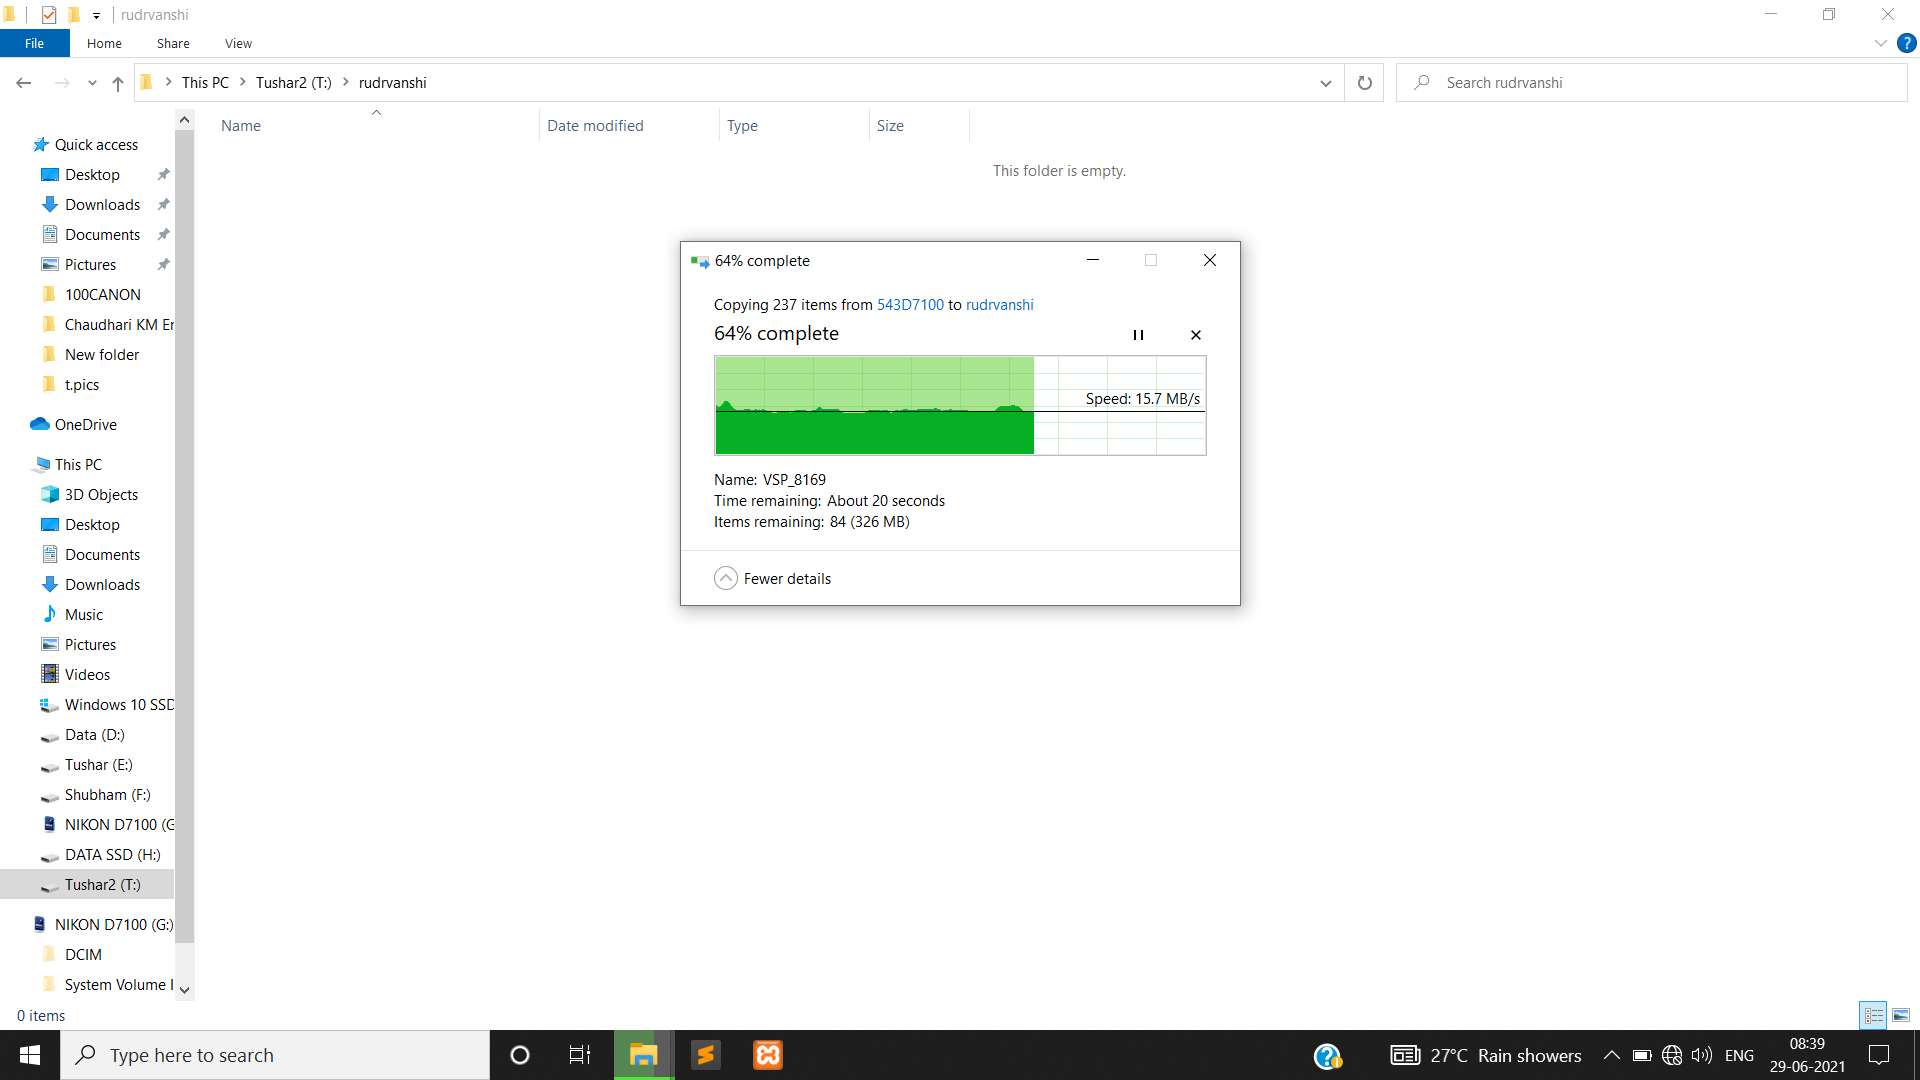 rudrvanshi
File Home Share View
?
This PC Tushar2 (T:) rudrvanshi
Search rudrvanshi
Name Date modified Type Size
This folder is empty.
Quick access
Desktop
Downloads
Documents
Pictures
100CANON
Chaudhari KM Er
New folder
t.pics
OneDrive
This PC
3D Objects
Desktop
Documents
Downloads
Music
Pictures
Videos
Windows 10 SSD
Data (D:)
Tushar (E:)
Shubham (F:)
NIKON D7100 (G
DATA SSD (H:)
Tushar2 (T:)
NIKON D7100 (G:)
DCIM
System Volume I
0 items
64% complete
Copying 237 items from 543D7100 to rudrvanshi
64% complete
Speed: 15.7 MB/s
Name: VSP_8169
Time remaining: About 20 seconds
Items remaining: 84 (326 MB)
Fewer details
Type here to search
27°C Rain showers
ENG
08:39
29-06-2021